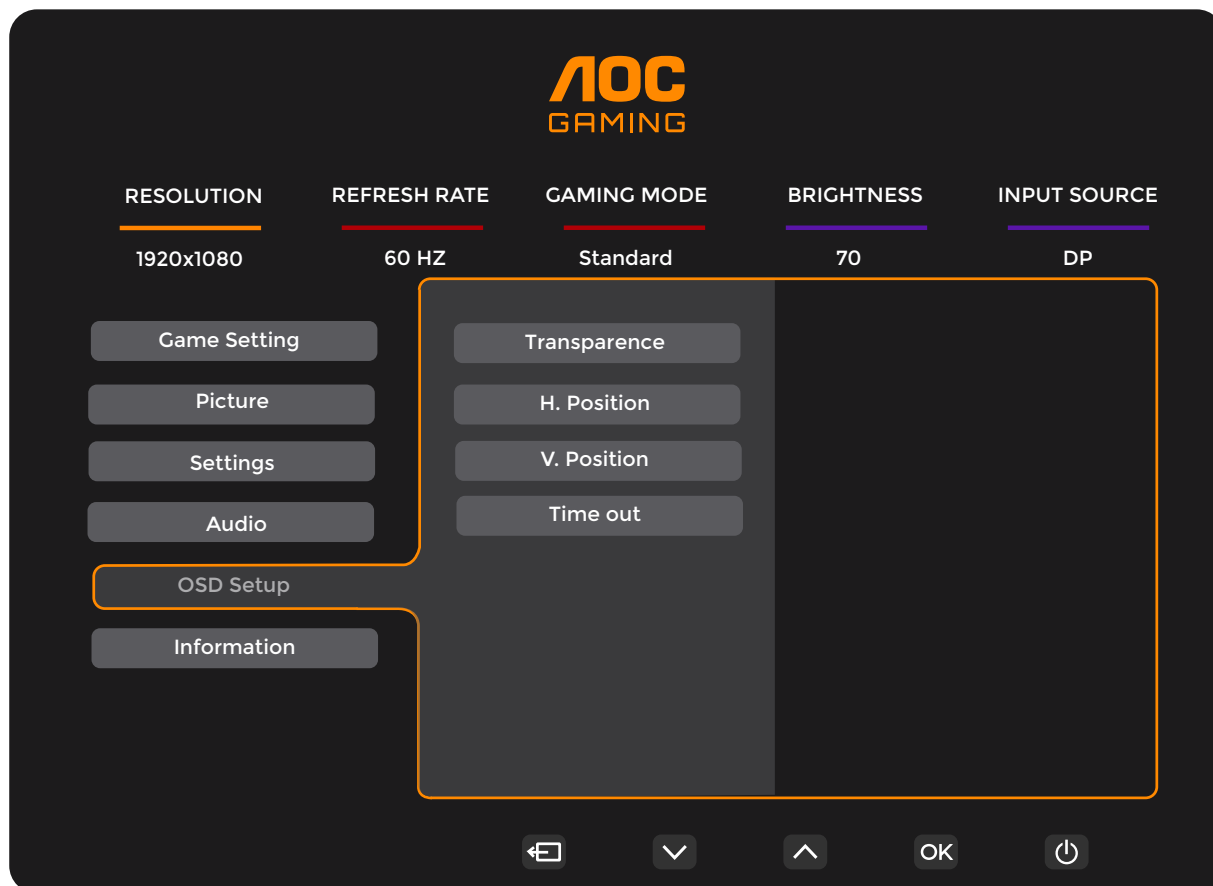 AOC
GAMING
RESOLUTION REFRESH RATE GAMING MODE BRIGHTNESS INPUT SOURCE
1920x1080 60 HZ Standard 70 DP
Game Setting
Picture
Settings
Audio
OSD Setup
Information
Transparence
H. Position
V. Position
Time out
OK